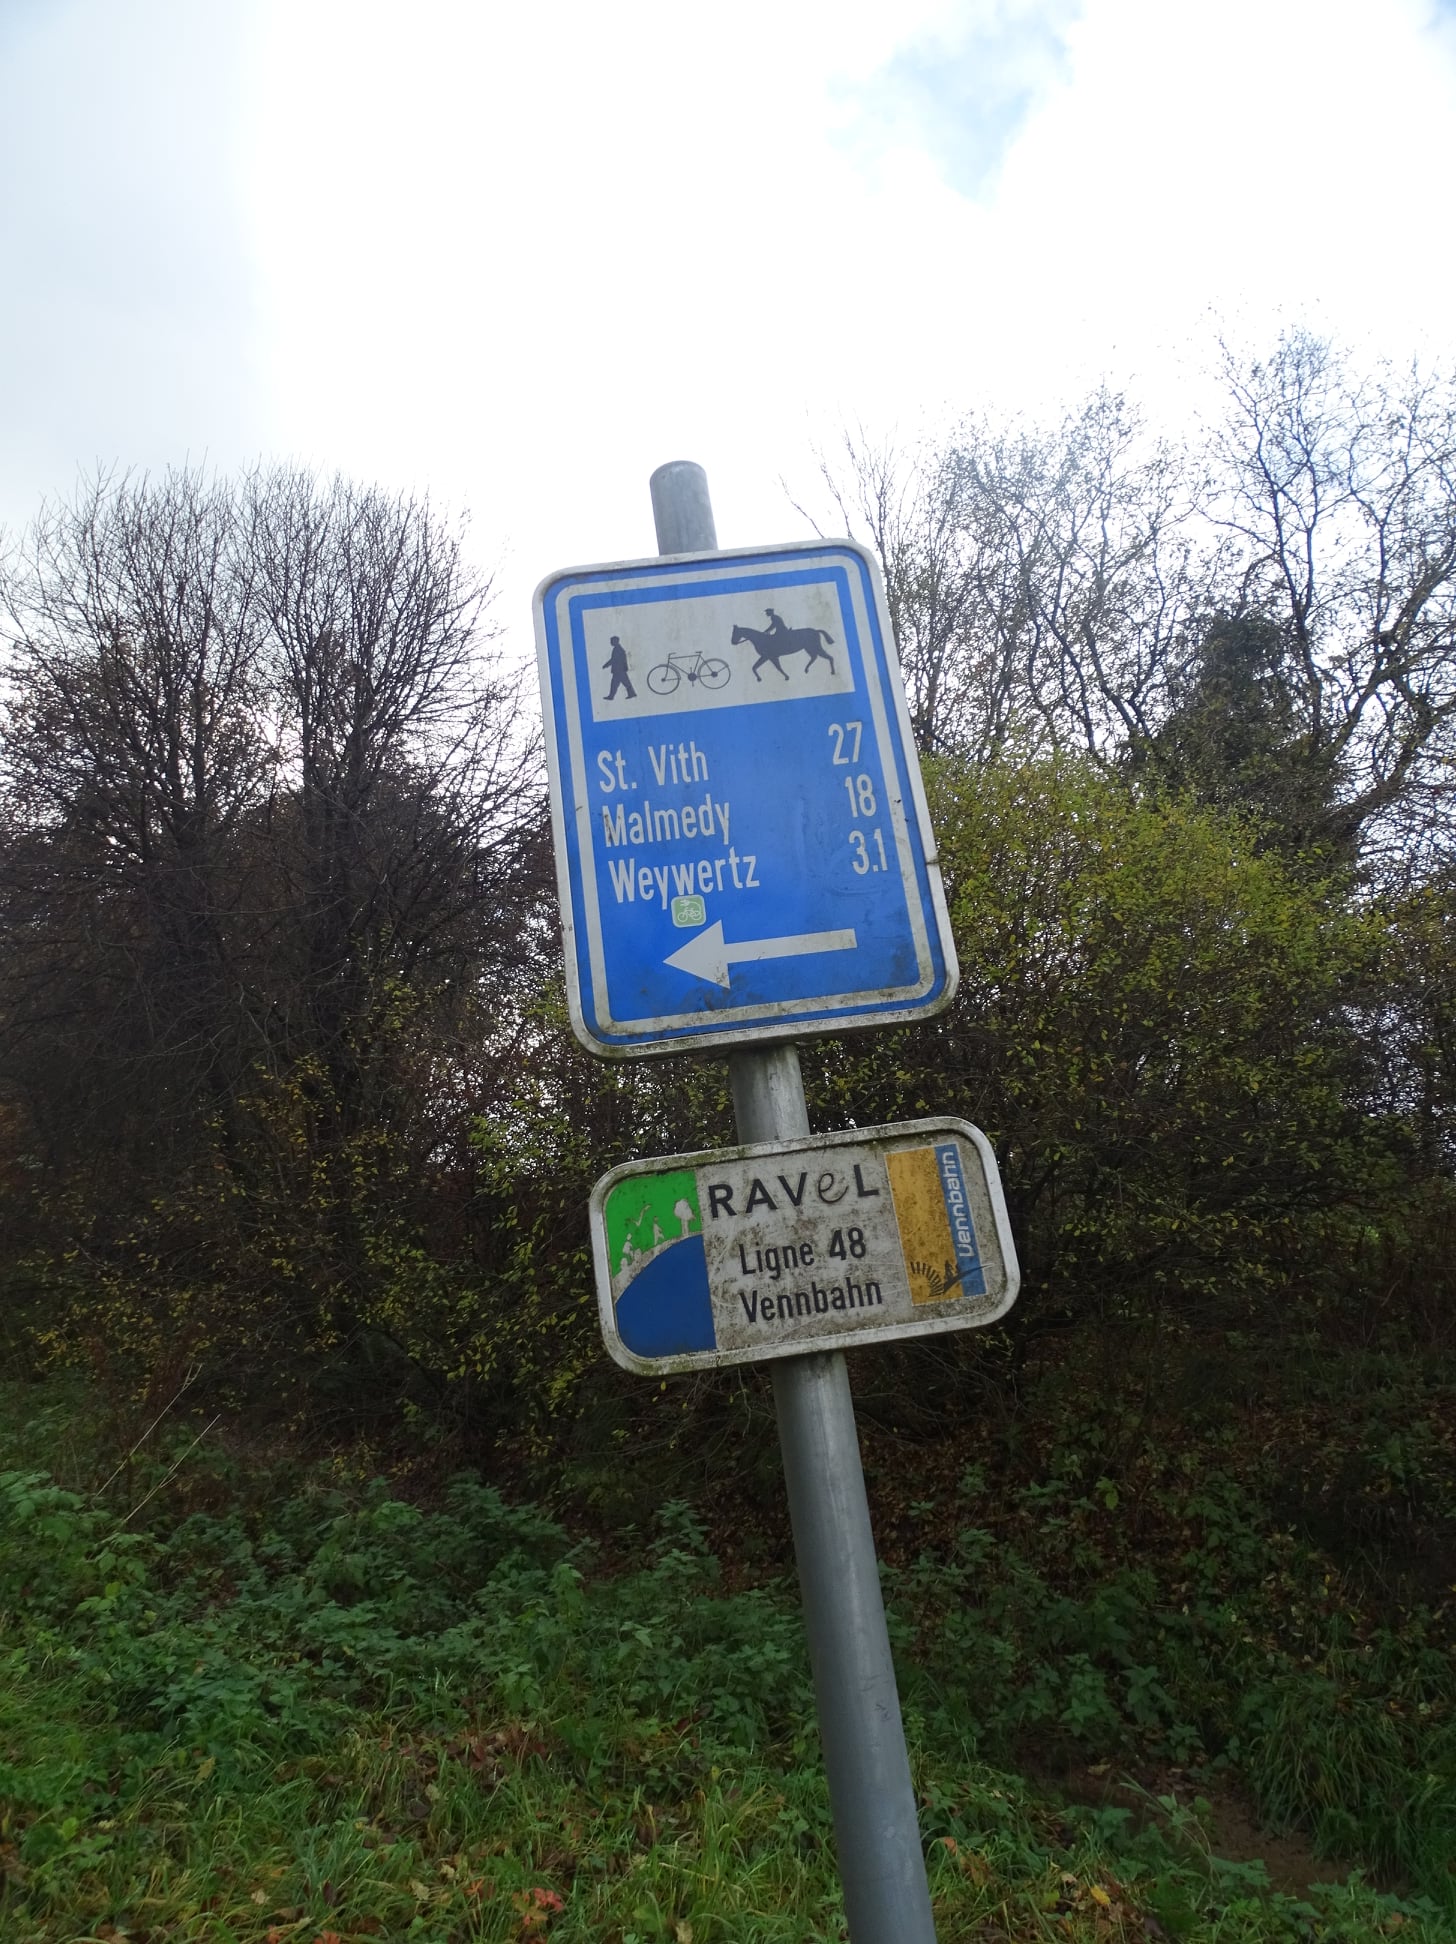 St. Vith 27
Malmedy 18
Weywertz 3.1
RAVeL
Ligne 48
Vennbahn
Vennbahn